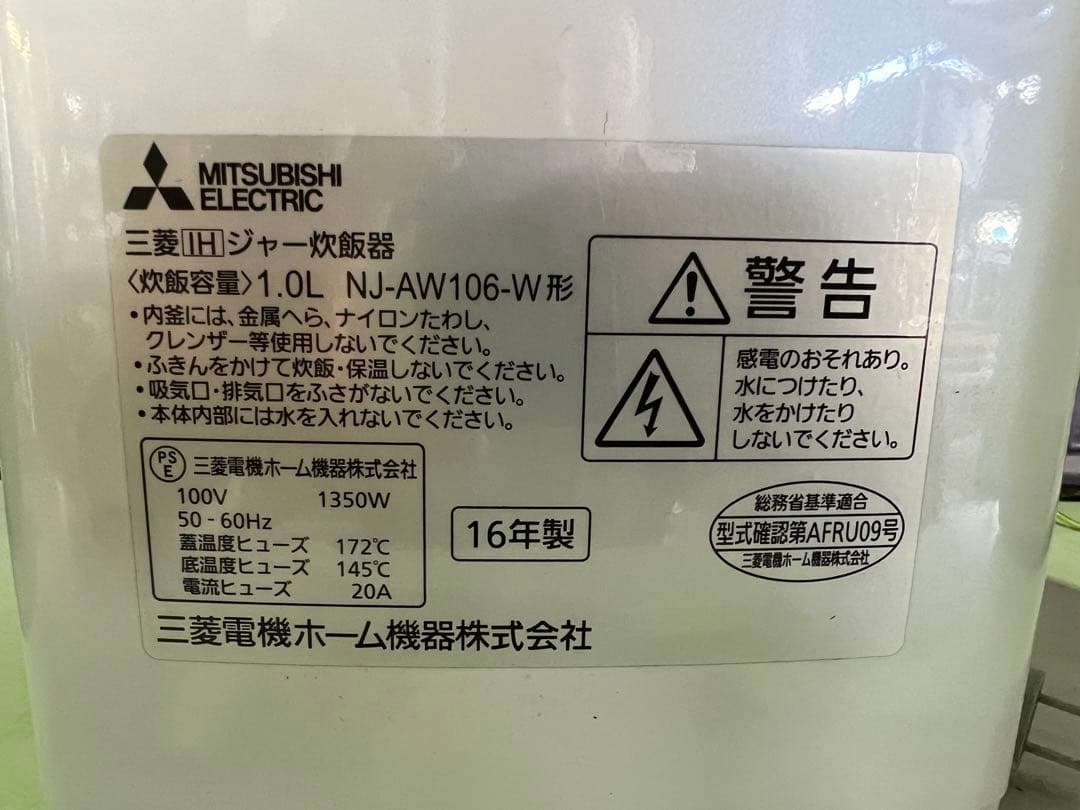 MITSUBISHI
ELECTRIC
三菱IHジャー炊飯器
〈炊飯容量〉1.0L NJ-AW106-W形
・内釜には、金属へら、ナイロンたわし、
クレンザー等使用しないでください。
・ふきんをかけて炊飯・保温しないでください。
・吸気口・排気口をふさがないでください。
・本体内部には水を入れないでください。
警告
感電のおそれあり。
水につけたり、
水をかけたり
しないでください。
PS
E
三菱電機ホーム機器株式会社
100V 1350W
50-60Hz
蓋温度ヒューズ 172℃
底温度ヒューズ 145℃
電流ヒューズ 20A
16年製
総務省基準適合
型式確認第AFRU09号
三菱電機ホーム機器株式会社
三菱電機ホーム機器株式会社